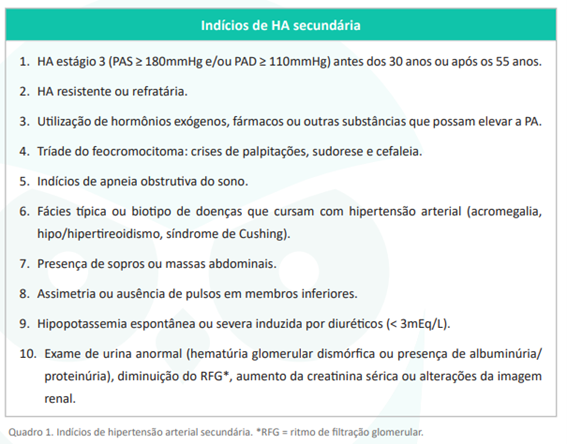 Indícios de HA secundária
1. HA estágio 3 (PAS ≥ 180mmHg e/ou PAD ≥ 110mmHg) antes dos 30 anos ou após os 55 anos.
2. HA resistente ou refratária.
3. Utilização de hormônios exógenos, fármacos ou outras substâncias que possam elevar a PA.
4. Tríade do feocromocitoma: crises de palpitações, sudorese e cefaleia.
5. Indícios de apneia obstrutiva do sono.
6. Fácies típica ou biotipo de doenças que cursam com hipertensão arterial (acromegalia,
hipo/hipertireoidismo, síndrome de Cushing).
7. Presença de sopros ou massas abdominais.
8. Assimetria ou ausência de pulsos em membros inferiores.
9. Hipopotassemia espontânea ou severa induzida por diuréticos (< 3mEq/L).
10. Exame de urina anormal (hematúria glomerular dismórfica ou presença de albuminúria/
proteinúria), diminuição do RFG*, aumento da creatinina sérica ou alterações da imagem
renal.
Quadro 1. Indícios de hipertensão arterial secundária. *RFG = ritmo de filtração glomerular.